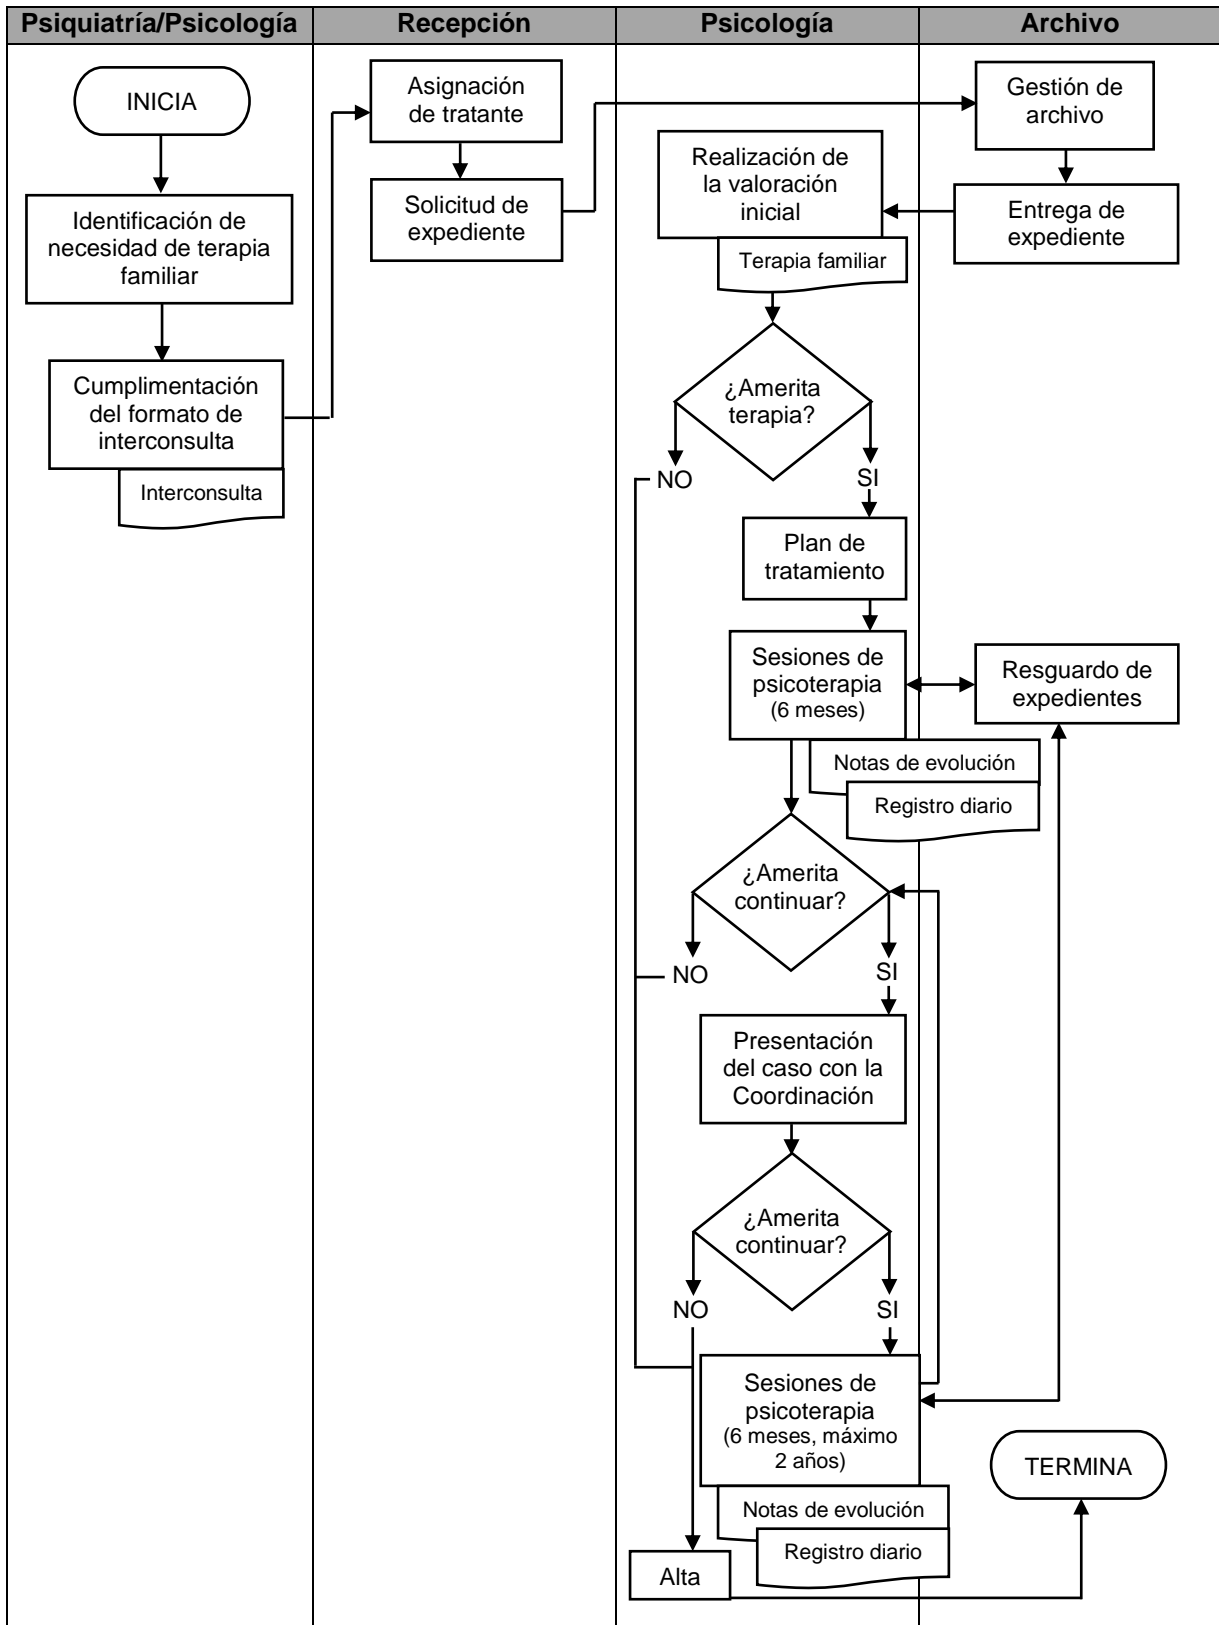 Psiquiatría/Psicología
Recepción
Psicología
Archivo
INICIA
Identificación de
necesidad de terapia
familiar
Cumplimentación
del formato de
interconsulta
Interconsulta
Asignación
de tratante
Solicitud de
expediente
Gestión de
archivo
Entrega de
expediente
Realización de
la valoración
inicial
Terapia familiar
¿Amerita
terapia?
NO
SI
Plan de
tratamiento
Sesiones de
psicoterapia
(6 meses)
Resguardo de
expedientes
Notas de evolución
Registro diario
¿Amerita
continuar?
NO
SI
Presentación
del caso con la
Coordinación
¿Amerita
continuar?
NO
SI
Sesiones de
psicoterapia
(6 meses, máximo
2 años)
Notas de evolución
Registro diario
Alta
TERMINA